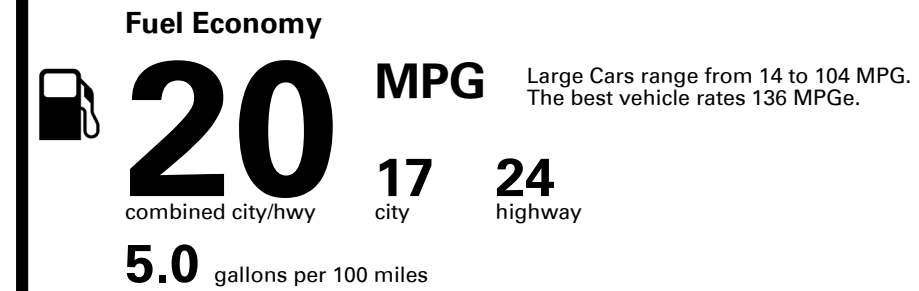 Fuel Economy
20
MPG
Large Cars range from 14 to 104 MPG.
The best vehicle rates 136 MPGe.
combined city/hwy
17
city
24
highway
5.0 gallons per 100 miles